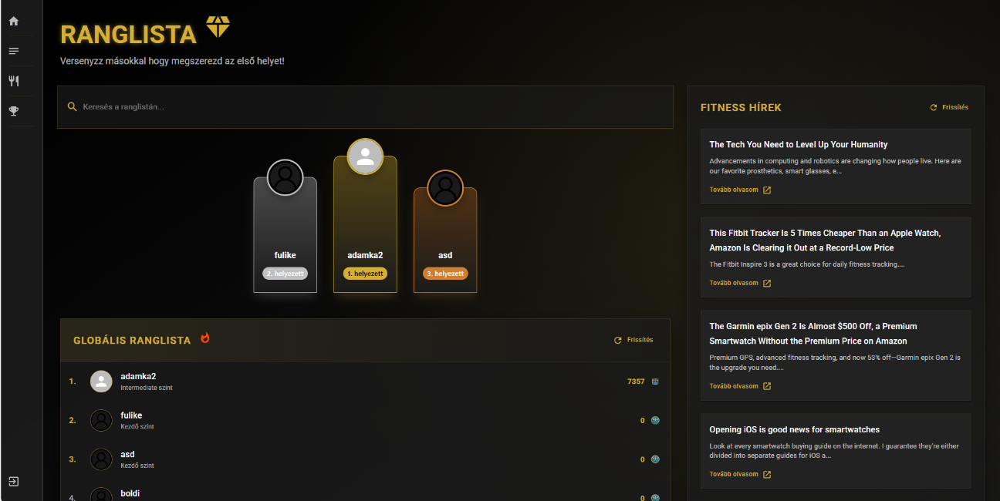 RANGLISTA
Versenyzz másokkal hogy megszerezd az első helyet!
Keresés a ranglistán...
fulike
2. helyezett
adamka2
1. helyezett
asd
3. helyezett
GLOBÁLIS RANGLISTA
Frissítés
1. adamka2 7357
Intermediate szint
2. fulike 0
Kezdő szint
3. asd 0
Kezdő szint
4. boldi 0
FITNESS HÍREK
Frissítés
The Tech You Need to Level Up Your Humanity
Advancements in computing and robotics are changing how people live. Here are
our favorite prosthetics, smart glasses, e...
Tovább olvasom
This Fitbit Tracker Is 5 Times Cheaper Than an Apple Watch,
Amazon Is Clearing it Out at a Record-Low Price
The Fitbit Inspire 3 is a great choice for daily fitness tracking....
Tovább olvasom
The Garmin epix Gen 2 Is Almost $500 Off, a Premium
Smartwatch Without the Premium Price on Amazon
Premium GPS, advanced fitness tracking, and now 53% off—Garmin epix Gen 2 is
the upgrade you need....
Tovább olvasom
Opening iOS is good news for smartwatches
Look at every smartwatch buying guide on the internet. I guarantee they're either
divided into separate guides for iOS a...
Tovább olvasom